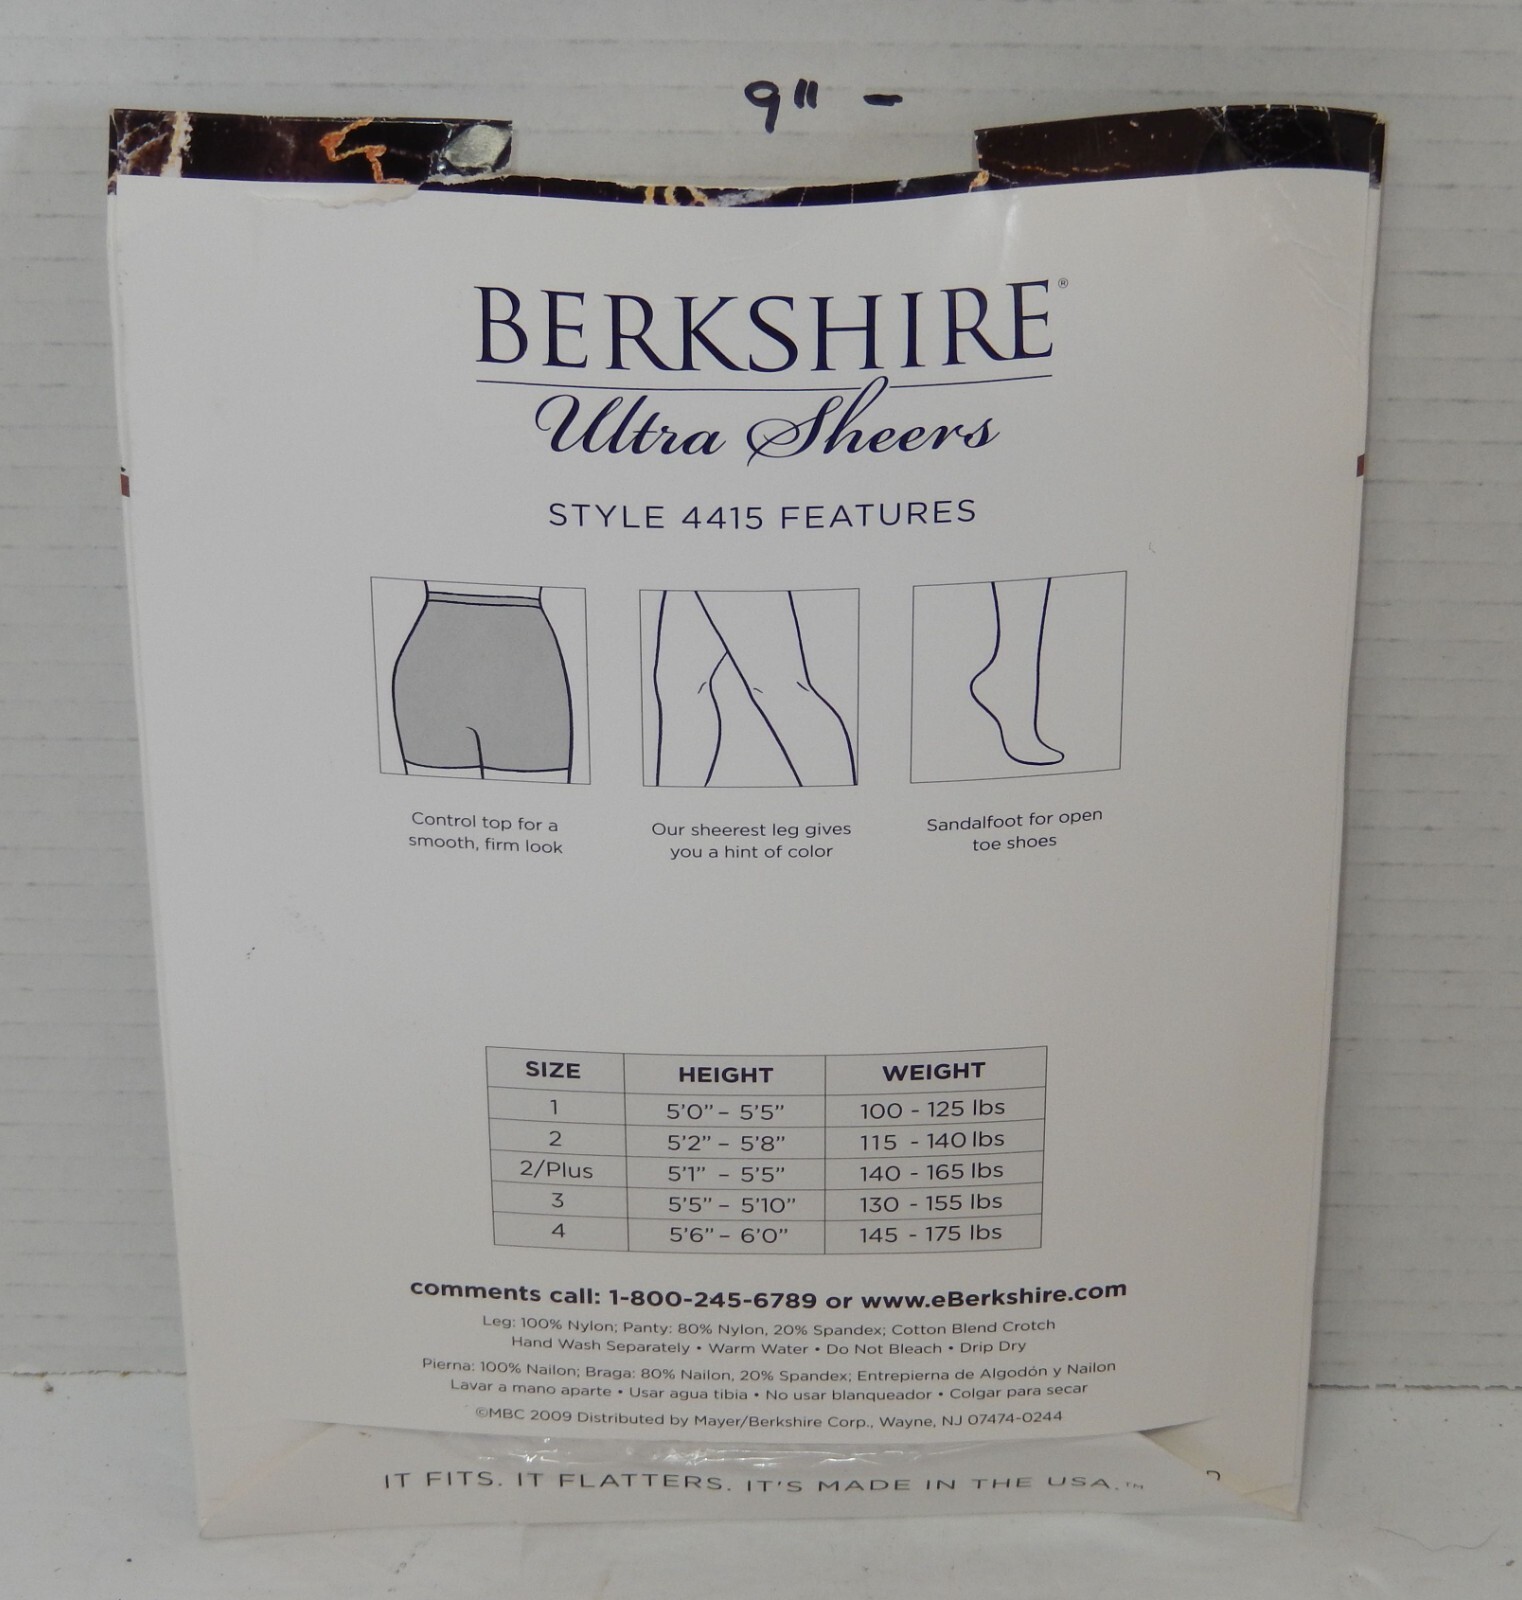 9" -
BERKSHIRE®
Ultra Sheers
STYLE 4415 FEATURES
Control top for a
smooth, firm look
Our sheerest leg gives
you a hint of color
Sandalfoot for open
toe shoes
SIZE HEIGHT WEIGHT
1 5'0" - 5'5" 100 - 125 lbs
2 5'2" - 5'8" 115 - 140 lbs
2/Plus 5'1" - 5'5" 140 - 165 lbs
3 5'5" - 5'10" 130 - 155 lbs
4 5'6" - 6'0" 145 - 175 lbs
comments call: 1-800-245-6789 or www.eBerkshire.com
Leg: 100% Nylon; Panty: 80% Nylon, 20% Spandex; Cotton Blend Crotch
Hand Wash Separately • Warm Water • Do Not Bleach • Drip Dry
Pierna: 100% Nailon; Braga: 80% Nailon, 20% Spandex; Entrepierna de Algodón y Nailon
Lavar a mano aparte • Usar agua tibia • No usar blanqueador • Colgar para secar
©MBC 2009 Distributed by Mayer/Berkshire Corp., Wayne, NJ 07474-0244
IT FITS. IT FLATTERS. IT'S MADE IN THE USA.™